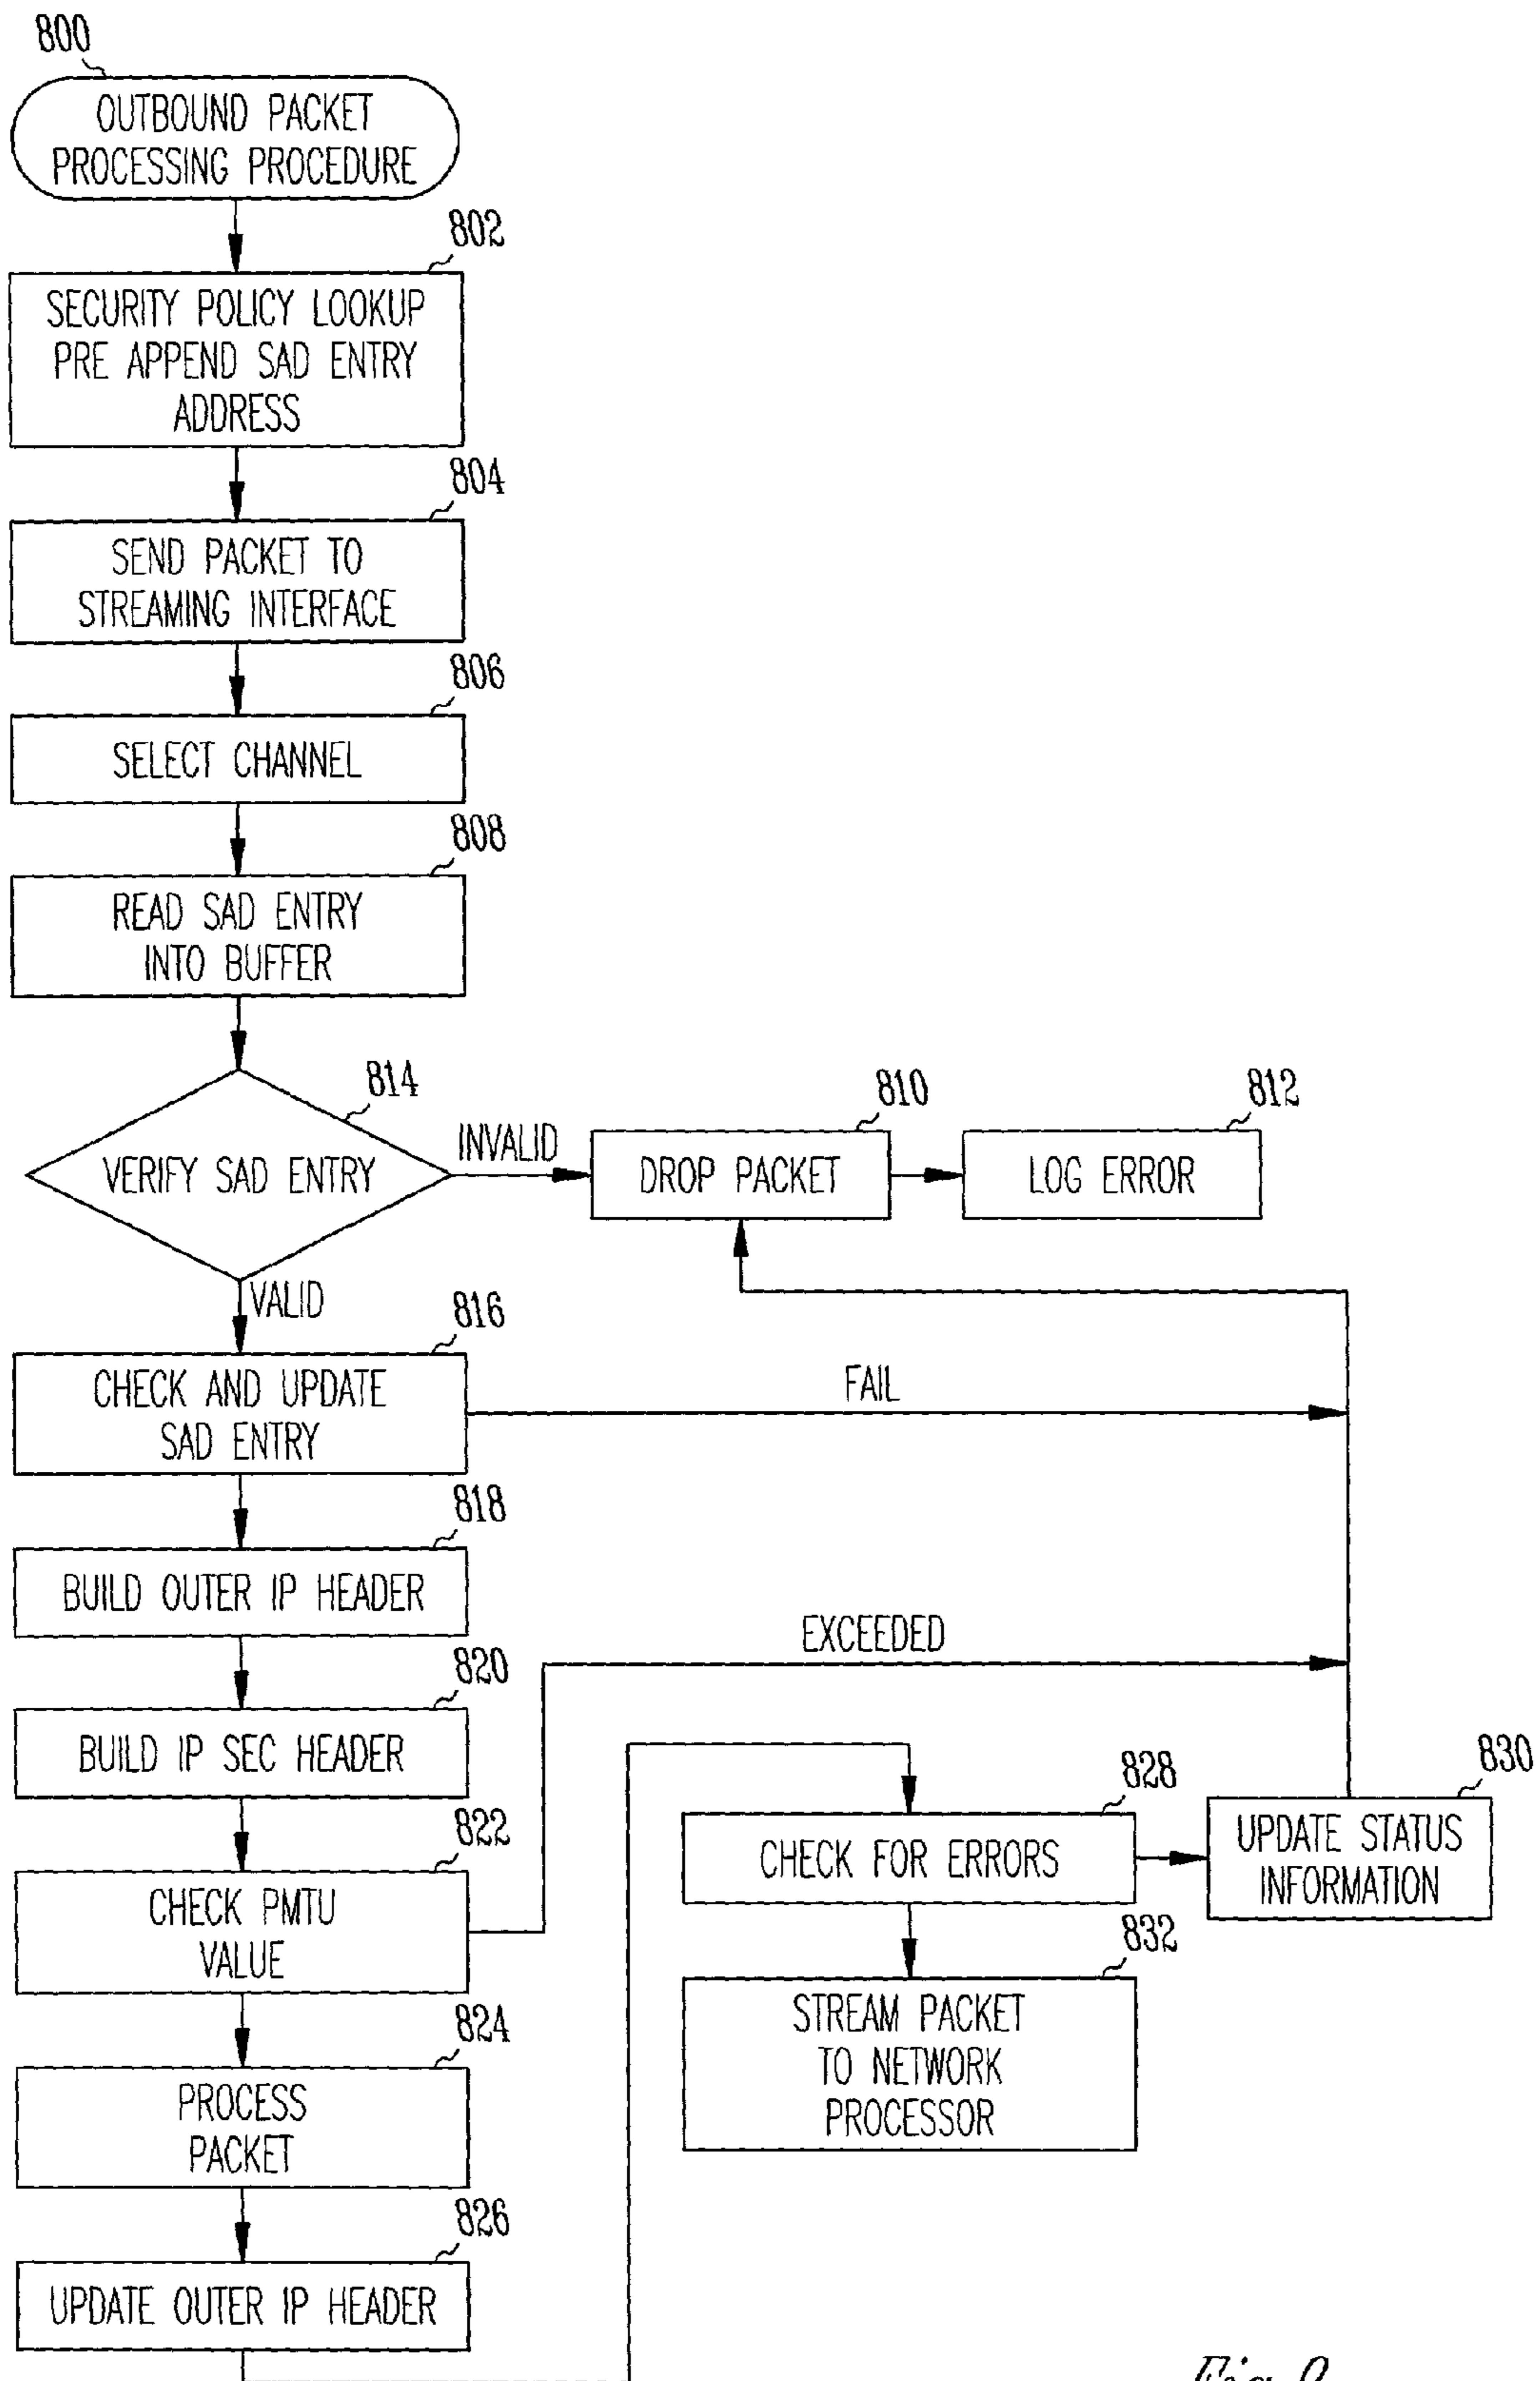 800
OUTBOUND PACKET
PROCESSING PROCEDURE
802
SECURITY POLICY LOOKUP
PRE APPEND SAD ENTRY
ADDRESS
804
SEND PACKET TO
STREAMING INTERFACE
806
SELECT CHANNEL
808
READ SAD ENTRY
INTO BUFFER
814
VERIFY SAD ENTRY
INVALID
810
DROP PACKET
812
LOG ERROR
VALID
816
CHECK AND UPDATE
SAD ENTRY
FAIL
818
BUILD OUTER IP HEADER
EXCEEDED
820
BUILD IP SEC HEADER
822
CHECK PMTU
VALUE
828
CHECK FOR ERRORS
830
UPDATE STATUS
INFORMATION
832
STREAM PACKET
TO NETWORK
PROCESSOR
824
PROCESS
PACKET
826
UPDATE OUTER IP HEADER